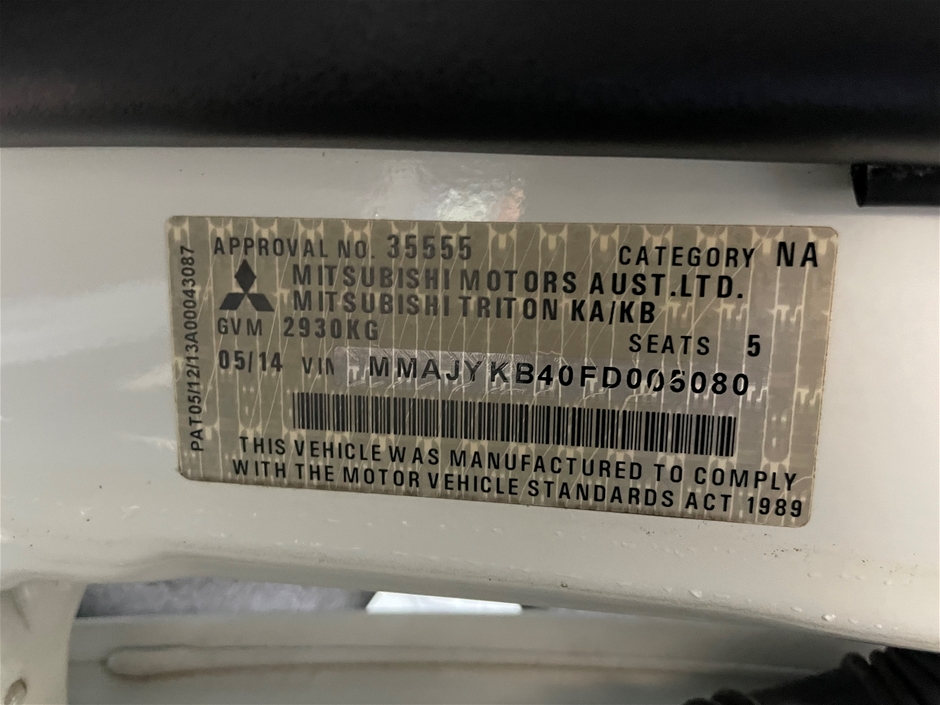 APPROVAL NO. 35555 CATEGORY NA
MITSUBISHI MOTORS AUST.LTD.
MITSUBISHI TRITON KA/KB
GVM 2930KG SEATS 5
05/14 VIN MMAJYKB40FD005080
THIS VEHICLE WAS MANUFACTURED TO COMPLY
WITH THE MOTOR VEHICLE STANDARDS ACT 1989
PAT05/12/13A00043087